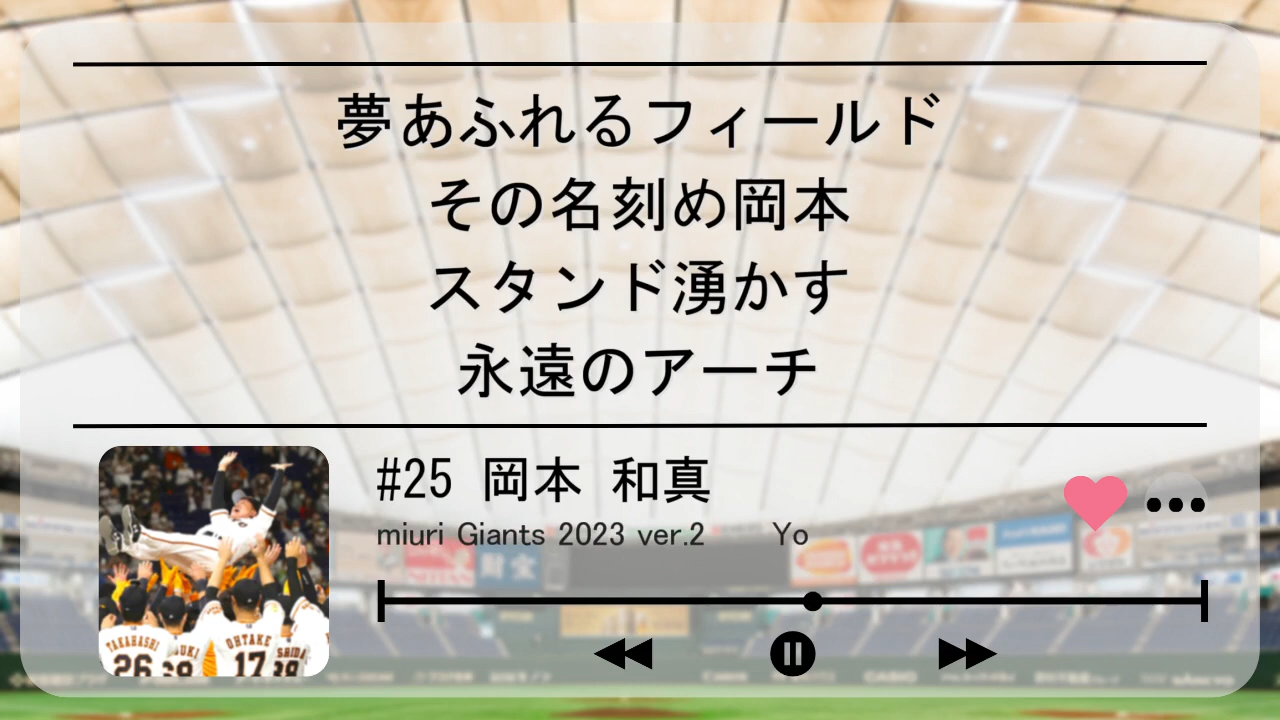 夢あふれるフィールド
その名刻め岡本
スタンド湧かす
永遠のアーチ
#25 岡本 和真
miuri Giants 2023 ver.2 Yo
TAKAHASHI
26
OHTAKE
17